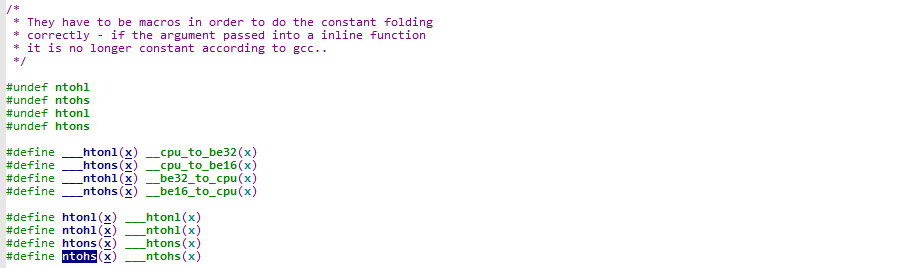 /*
 * They have to be macros in order to do the constant folding
 * correctly - if the argument passed into a inline function
 * it is no longer constant according to gcc..
 */
#undef ntohl
#undef ntohs
#undef htonl
#undef htons
#define ___htonl(x) __cpu_to_be32(x)
#define ___htons(x) __cpu_to_be16(x)
#define ___ntohl(x) __be32_to_cpu(x)
#define ___ntohs(x) __be16_to_cpu(x)
#define htonl(x) ___htonl(x)
#define ntohl(x) ___ntohl(x)
#define htons(x) ___htons(x)
#define ntohs(x) ___ntohs(x)